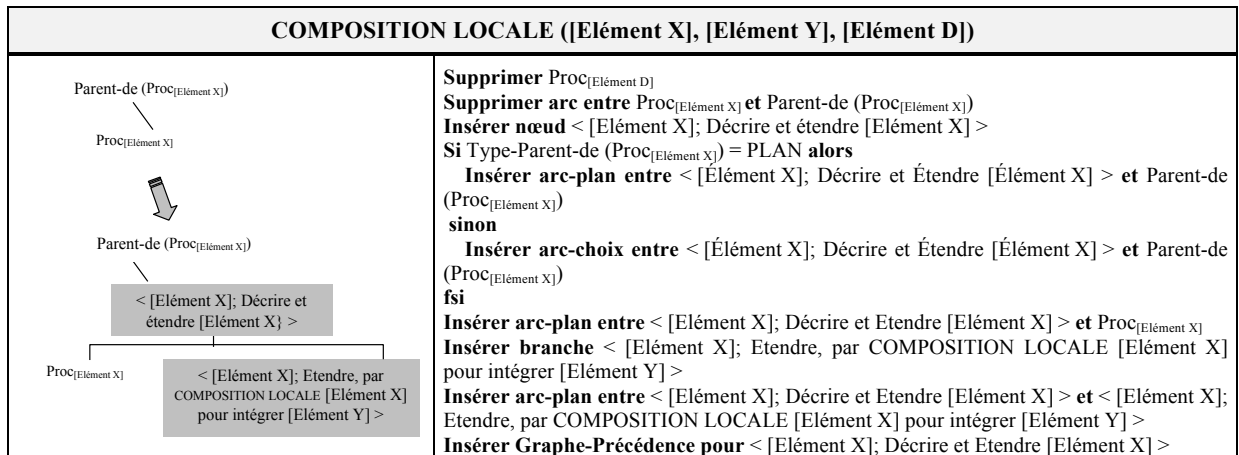 COMPOSITION LOCALE ([Elément X], [Elément Y], [Elément D])
Parent-de (Proc[Elément X])
Proc[Elément X]
Parent-de (Proc[Elément X])
< [Elément X]; Décrire et
étendre [Elément X} >
Proc[Elément X]
< [Elément X]; Etendre, par
COMPOSITION LOCALE [Elément X]
pour intégrer [Elément Y] >
Supprimer Proc[Elément D]
Supprimer arc entre Proc[Elément X] et Parent-de (Proc[Elément X])
Insérer nœud < [Elément X]; Décrire et étendre [Elément X] >
Si Type-Parent-de (Proc[Elément X]) = PLAN alors
Insérer arc-plan entre < [Élément X]; Décrire et Étendre [Élément X] > et Parent-de
(Proc[Elément X])
sinon
Insérer arc-choix entre < [Élément X]; Décrire et Étendre [Élément X] > et Parent-de
(Proc[Elément X])
fsi
Insérer arc-plan entre < [Elément X]; Décrire et Etendre [Elément X] > et Proc[Elément X]
Insérer branche < [Elément X]; Etendre, par COMPOSITION LOCALE [Elément X]
pour intégrer [Elément Y] >
Insérer arc-plan entre < [Elément X]; Décrire et Etendre [Elément X] > et < [Elément X];
Etendre, par COMPOSITION LOCALE [Elément X] pour intégrer [Elément Y] >
Insérer Graphe-Précédence pour < [Elément X]; Décrire et Etendre [Elément X] >